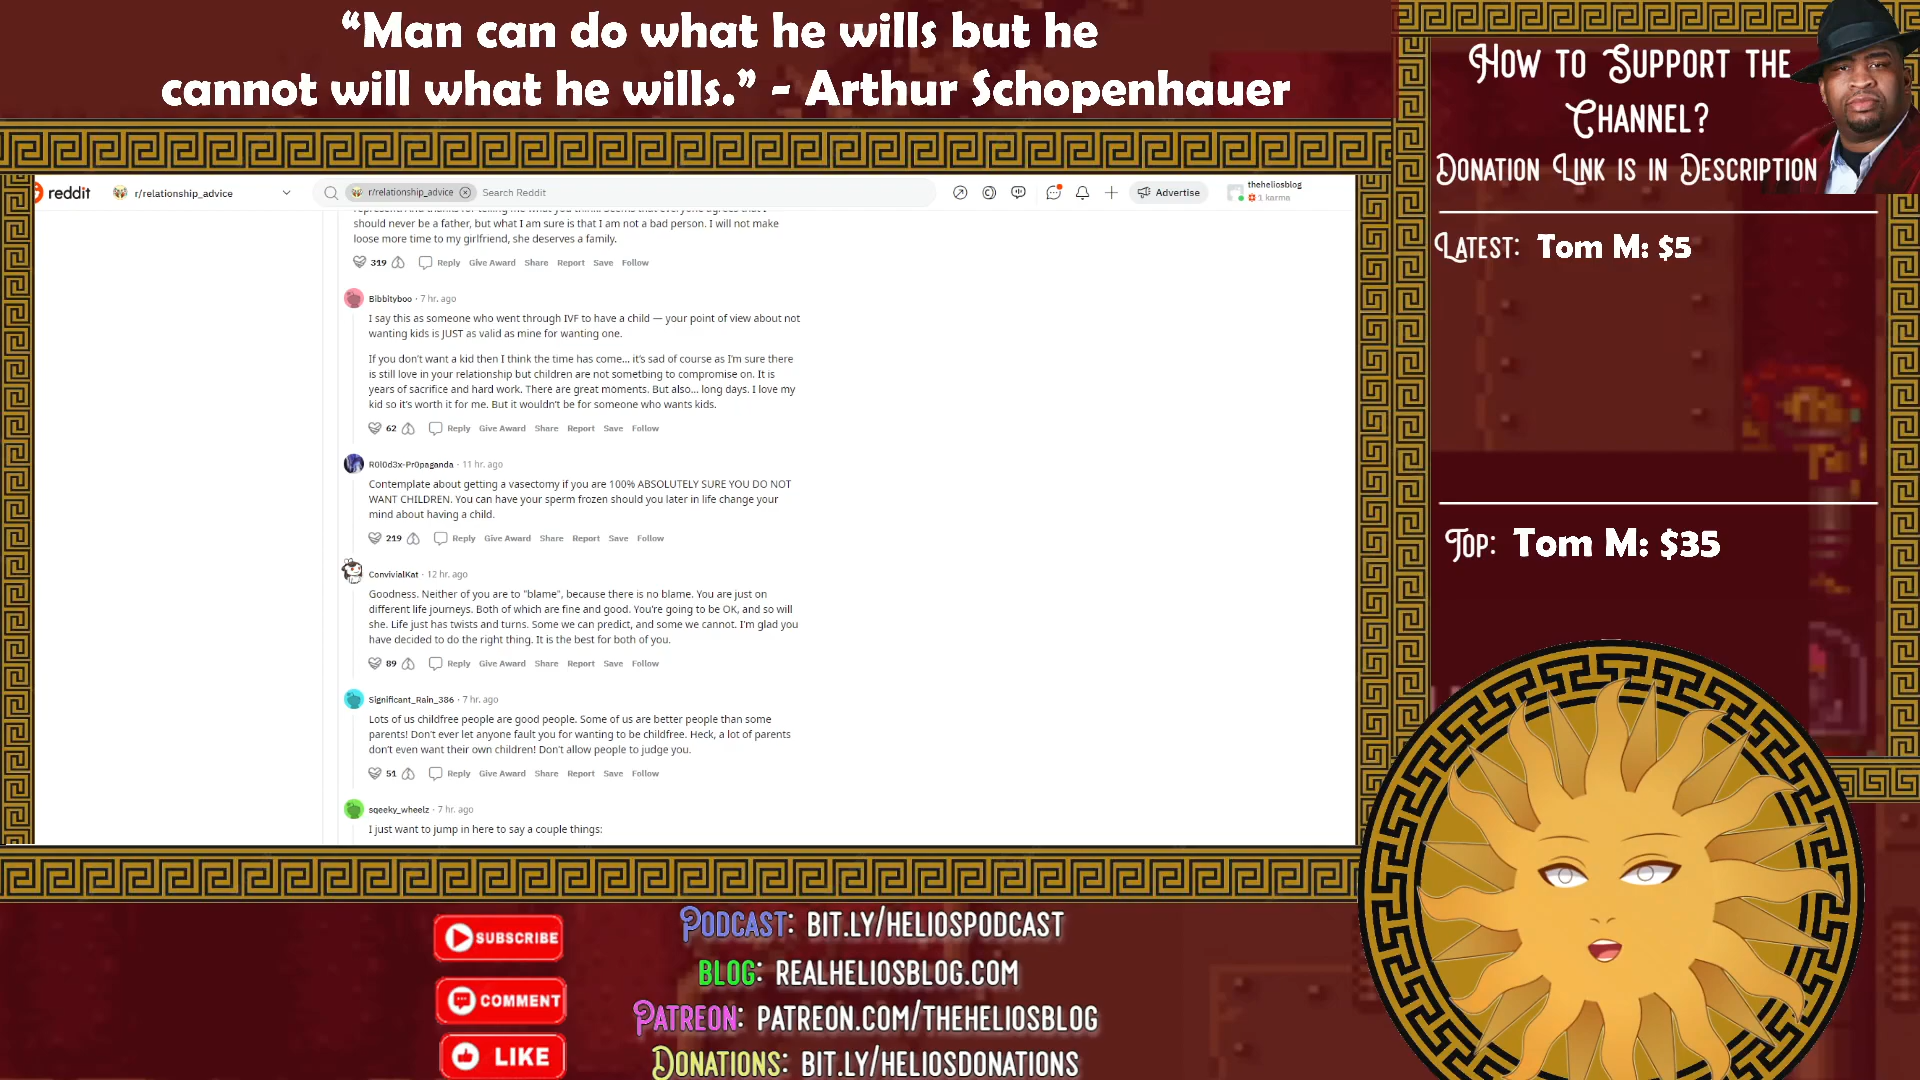 “Man can do what he wills but he
cannot will what he wills.” - Arthur Schopenhauer
How to Support the
Channel?
Donation Link is in Description
Latest: Tom M: $5
Top: Tom M: $35
reddit
r/relationship_advice
r/relationship_advice
Search Reddit
Advertise
theheliosblog
1 karma
should never be a father, but what I am sure is that I am not a bad person. I will not make
loose more time to my girlfriend, she deserves a family.
319 Reply Give Award Share Report Save Follow
Bibbityboo · 7 hr. ago
I say this as someone who went through IVF to have a child — your point of view about not
wanting kids is JUST as valid as mine for wanting one.
If you don't want a kid then I think the time has come... it's sad of course as I'm sure there
is still love in your relationship but children are not something to compromise on. It is
years of sacrifice and hard work. There are great moments. But also... long days. I love my
kid so it's worth it for me. But it wouldn't be for someone who wants kids.
62 Reply Give Award Share Report Save Follow
R0l0d3x-Pr0paganda · 11 hr. ago
Contemplate about getting a vasectomy if you are 100% ABSOLUTELY SURE YOU DO NOT
WANT CHILDREN. You can have your sperm frozen should you later in life change your
mind about having a child.
219 Reply Give Award Share Report Save Follow
ConvivialKat · 12 hr. ago
Goodness. Neither of you are to "blame", because there is no blame. You are just on
different life journeys. Both of which are fine and good. You're going to be OK, and so will
she. Life just has twists and turns. Some we can predict, and some we cannot. I'm glad you
have decided to do the right thing. It is the best for both of you.
89 Reply Give Award Share Report Save Follow
Significant_Rain_386 · 7 hr. ago
Lots of us childfree people are good people. Some of us are better people than some
parents! Don't ever let anyone fault you for wanting to be childfree. Heck, a lot of parents
don't even want their own children! Don't allow people to judge you.
51 Reply Give Award Share Report Save Follow
sqeeky_wheelz · 7 hr. ago
I just want to jump in here to say a couple things:
SUBSCRIBE
COMMENT
LIKE
Podcast: bit.ly/heliospodcast
Blog: realheliosblog.com
Patreon: patreon.com/theheliosblog
Donations: bit.ly/heliosdonations